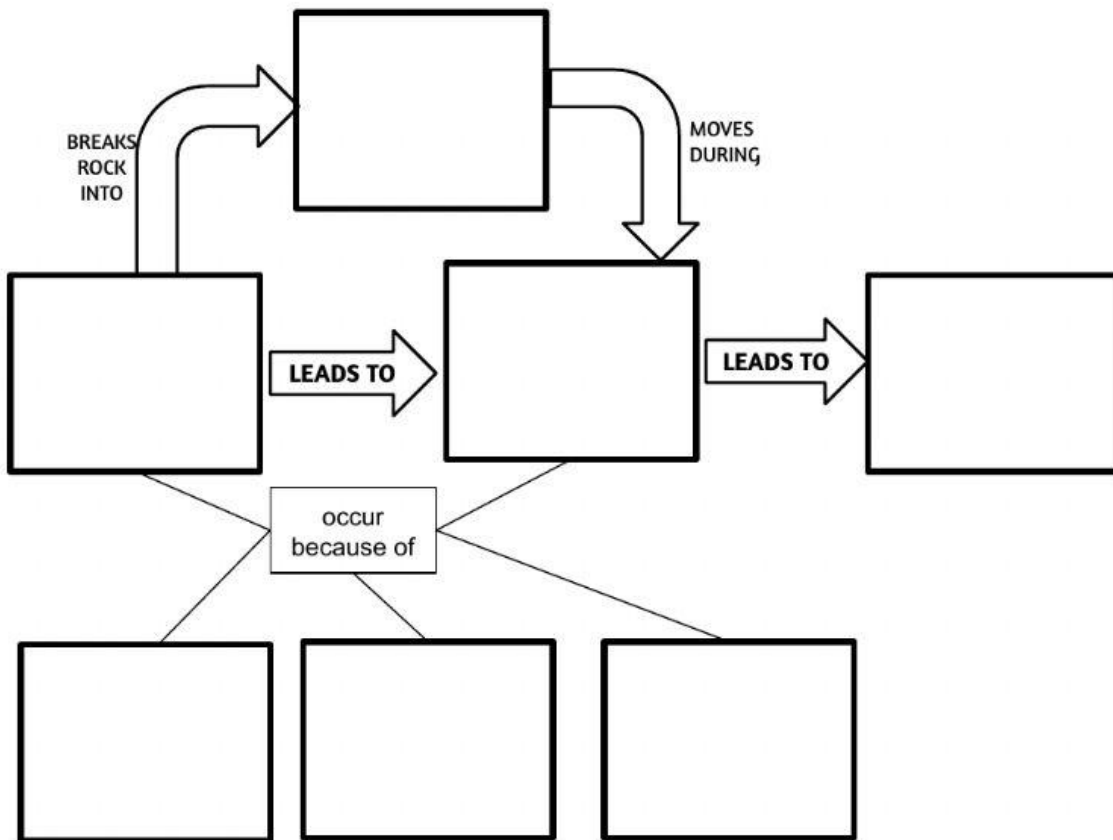 BREAKS
ROCK
INTO
MOVES
DURING
LEADS TO
LEADS TO
occur
because of